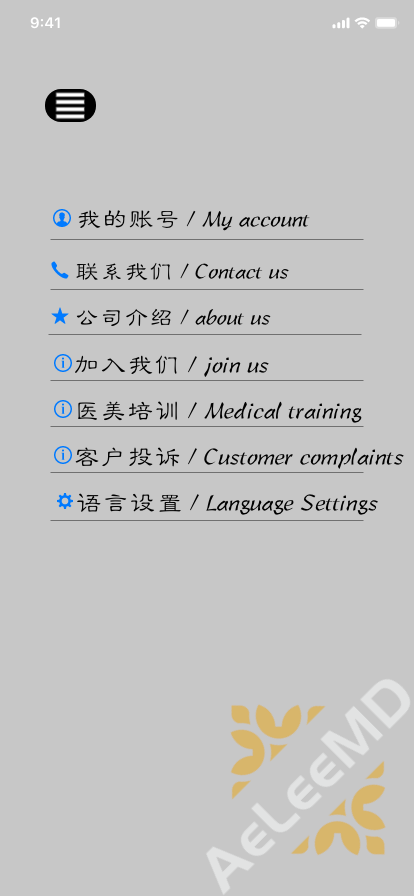 9:41
我的账号 / My account
联系我们 / Contact us
公司介绍 / about us
加入我们 / join us
医美培训 / Medical training
客户投诉 / Customer complaints
语言设置 / Language Settings
AeLeeMD